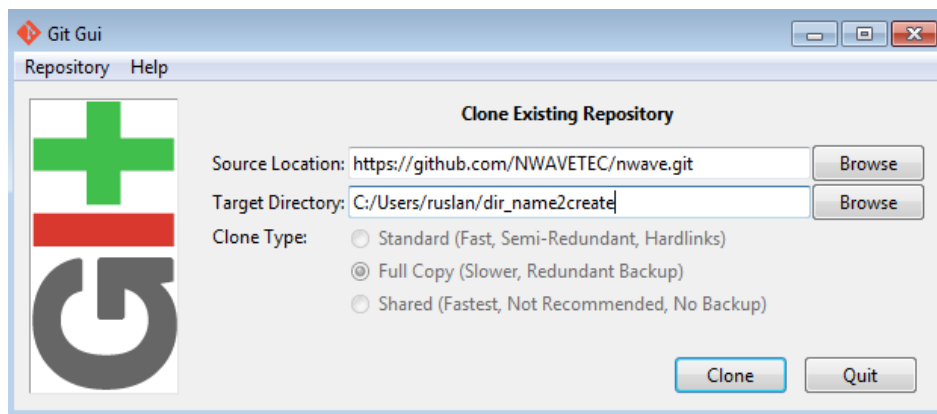 Git Gui
Repository Help
Clone Existing Repository
Source Location: https://github.com/NWAVETEC/nwave.git Browse
Target Directory: C:/Users/ruslan/dir_name2create Browse
Clone Type: Standard (Fast, Semi-Redundant, Hardlinks)
Full Copy (Slower, Redundant Backup)
Shared (Fastest, Not Recommended, No Backup)
Clone Quit
GIT